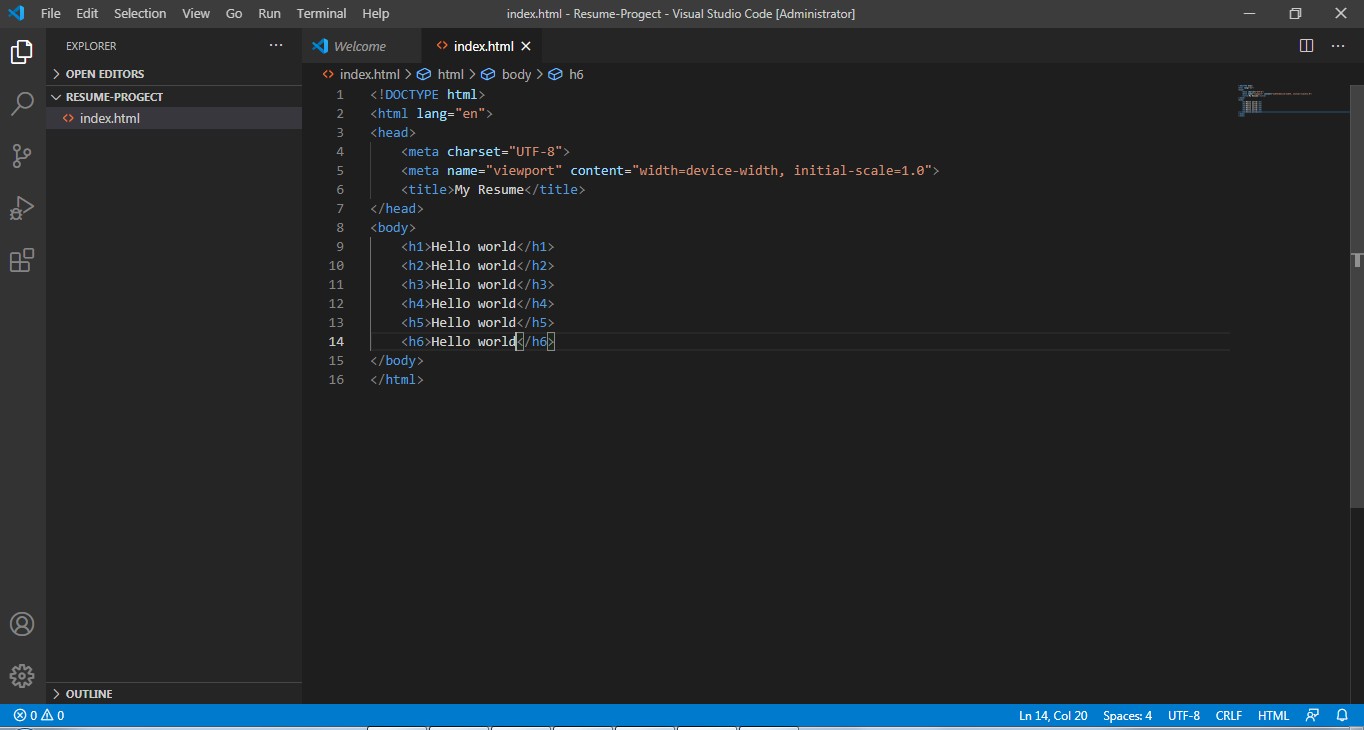 File Edit Selection View Go Run Terminal Help index.html - Resume-Progect - Visual Studio Code [Administrator]
EXPLORER
OPEN EDITORS
RESUME-PROGECT
index.html
OUTLINE
Welcome index.html
index.html > html > body > h6
1 <!DOCTYPE html>
2 <html lang="en">
3 <head>
4     <meta charset="UTF-8">
5     <meta name="viewport" content="width=device-width, initial-scale=1.0">
6     <title>My Resume</title>
7 </head>
8 <body>
9     <h1>Hello world</h1>
10     <h2>Hello world</h2>
11     <h3>Hello world</h3>
12     <h4>Hello world</h4>
13     <h5>Hello world</h5>
14     <h6>Hello world</h6>
15 </body>
16 </html>
0 0 Ln 14, Col 20 Spaces: 4 UTF-8 CRLF HTML